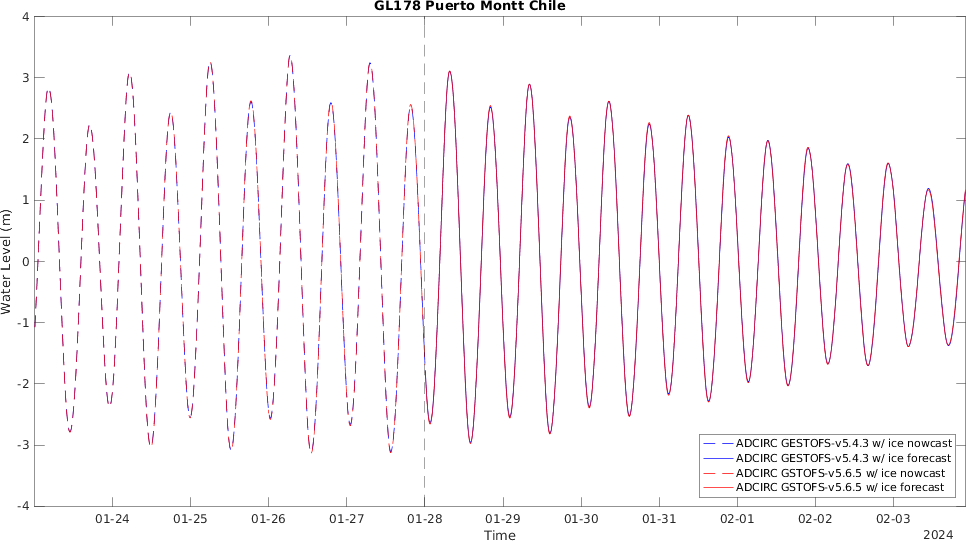 GL178 Puerto Montt Chile
4
3
2
1
0
-1
-2
-3
-4
Water Level (m)
ADCIRC GESTOFS-v5.4.3 w/ ice nowcast
ADCIRC GESTOFS-v5.4.3 w/ ice forecast
ADCIRC GSTOFS-v5.6.5 w/ ice nowcast
ADCIRC GSTOFS-v5.6.5 w/ ice forecast
01-24 01-25 01-26 01-27 01-28 01-29 01-30 01-31 02-01 02-02 02-03
Time
2024